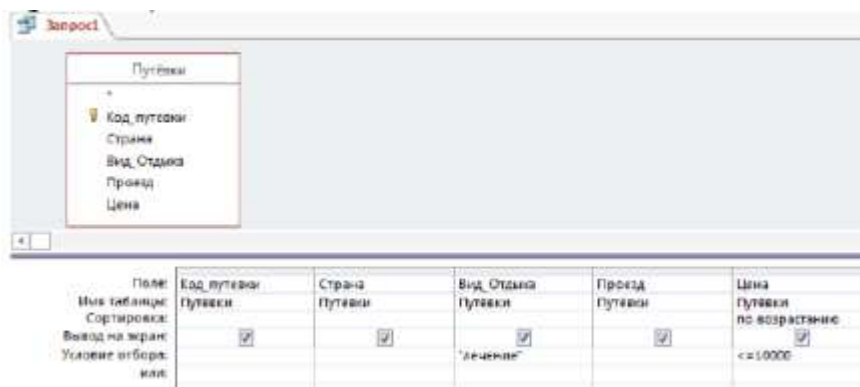 Запрос1
Путёвки
*
Код_путевки
Страна
Вид_Отдыха
Проезд
Цена
Поле: Код_путевки Страна Вид_Отдыха Проезд Цена
Имя таблицы: Путевки Путевки Путевки Путевки Путевки
Сортировка: по возрастанию
Вывод на экран:
Условие отбора: "лечение" <=10000
или: